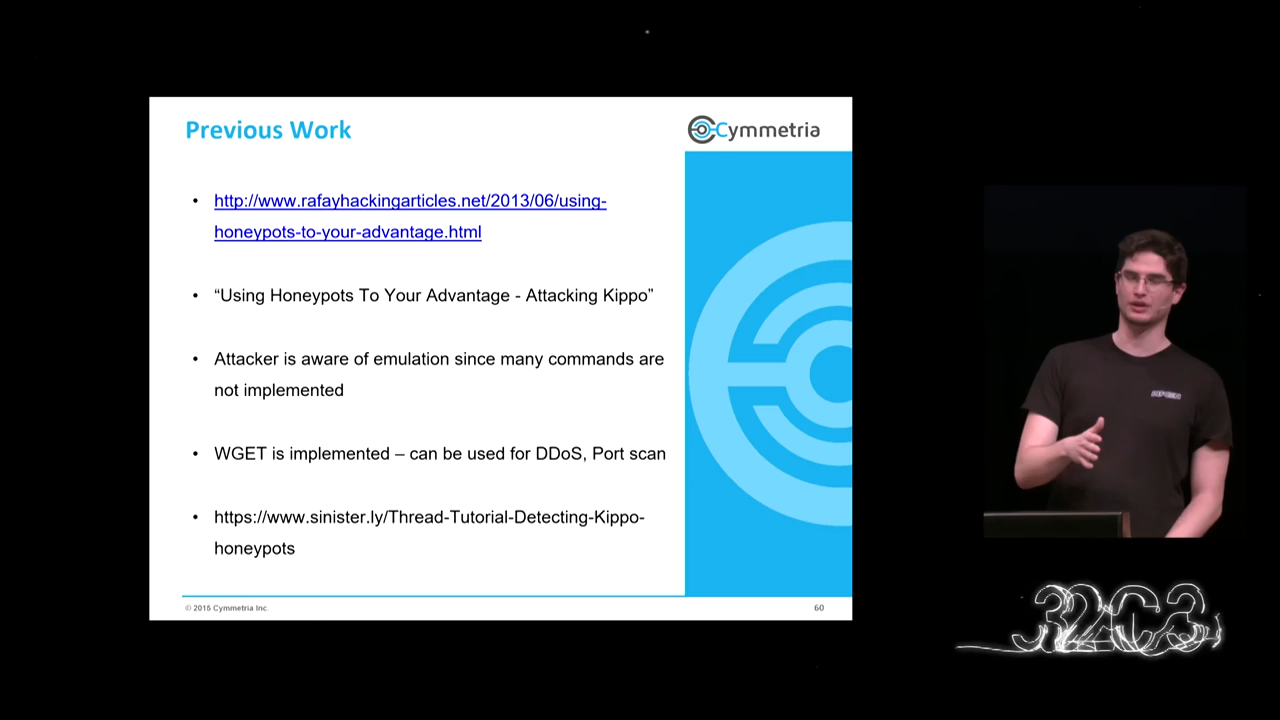 Previous Work
Cymmetria
• http://www.rafayhackingarticles.net/2013/06/using-
honeypots-to-your-advantage.html
• “Using Honeypots To Your Advantage - Attacking Kippo”
• Attacker is aware of emulation since many commands are
not implemented
• WGET is implemented – can be used for DDoS, Port scan
• https://www.sinister.ly/Thread-Tutorial-Detecting-Kippo-
honeypots
© 2015 Cymmetria Inc.
60
32C3